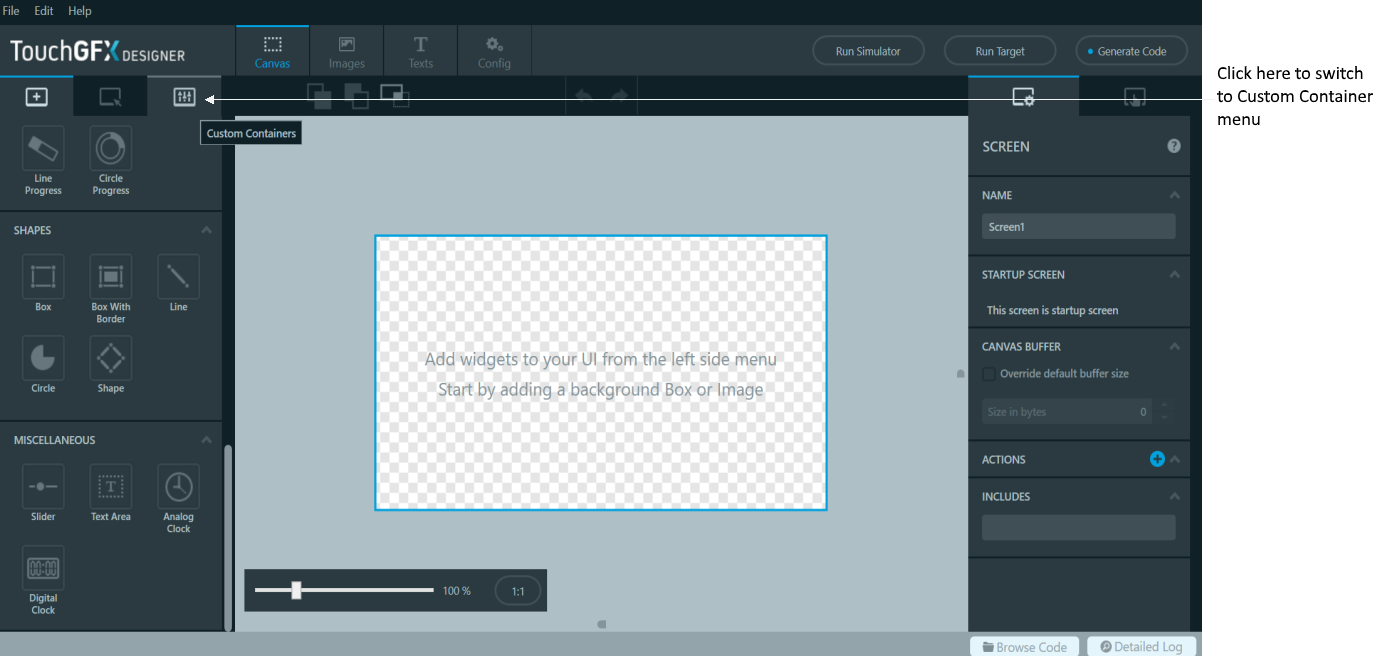 File Edit Help
TouchGFX DESIGNER
Canvas
Images
Texts
Config
Run Simulator
Run Target
Generate Code
Click here to switch
to Custom Container
menu
Custom Containers
Line
Progress
Circle
Progress
SHAPES
Box
Box With
Border
Line
Circle
Shape
MISCELLANEOUS
Slider
Text Area
Analog
Clock
Digital
Clock
Add widgets to your UI from the left side menu
Start by adding a background Box or Image
100 %
1:1
SCREEN
NAME
Screen1
STARTUP SCREEN
This screen is startup screen
CANVAS BUFFER
Override default buffer size
Size in bytes 0
ACTIONS
INCLUDES
Browse Code
Detailed Log